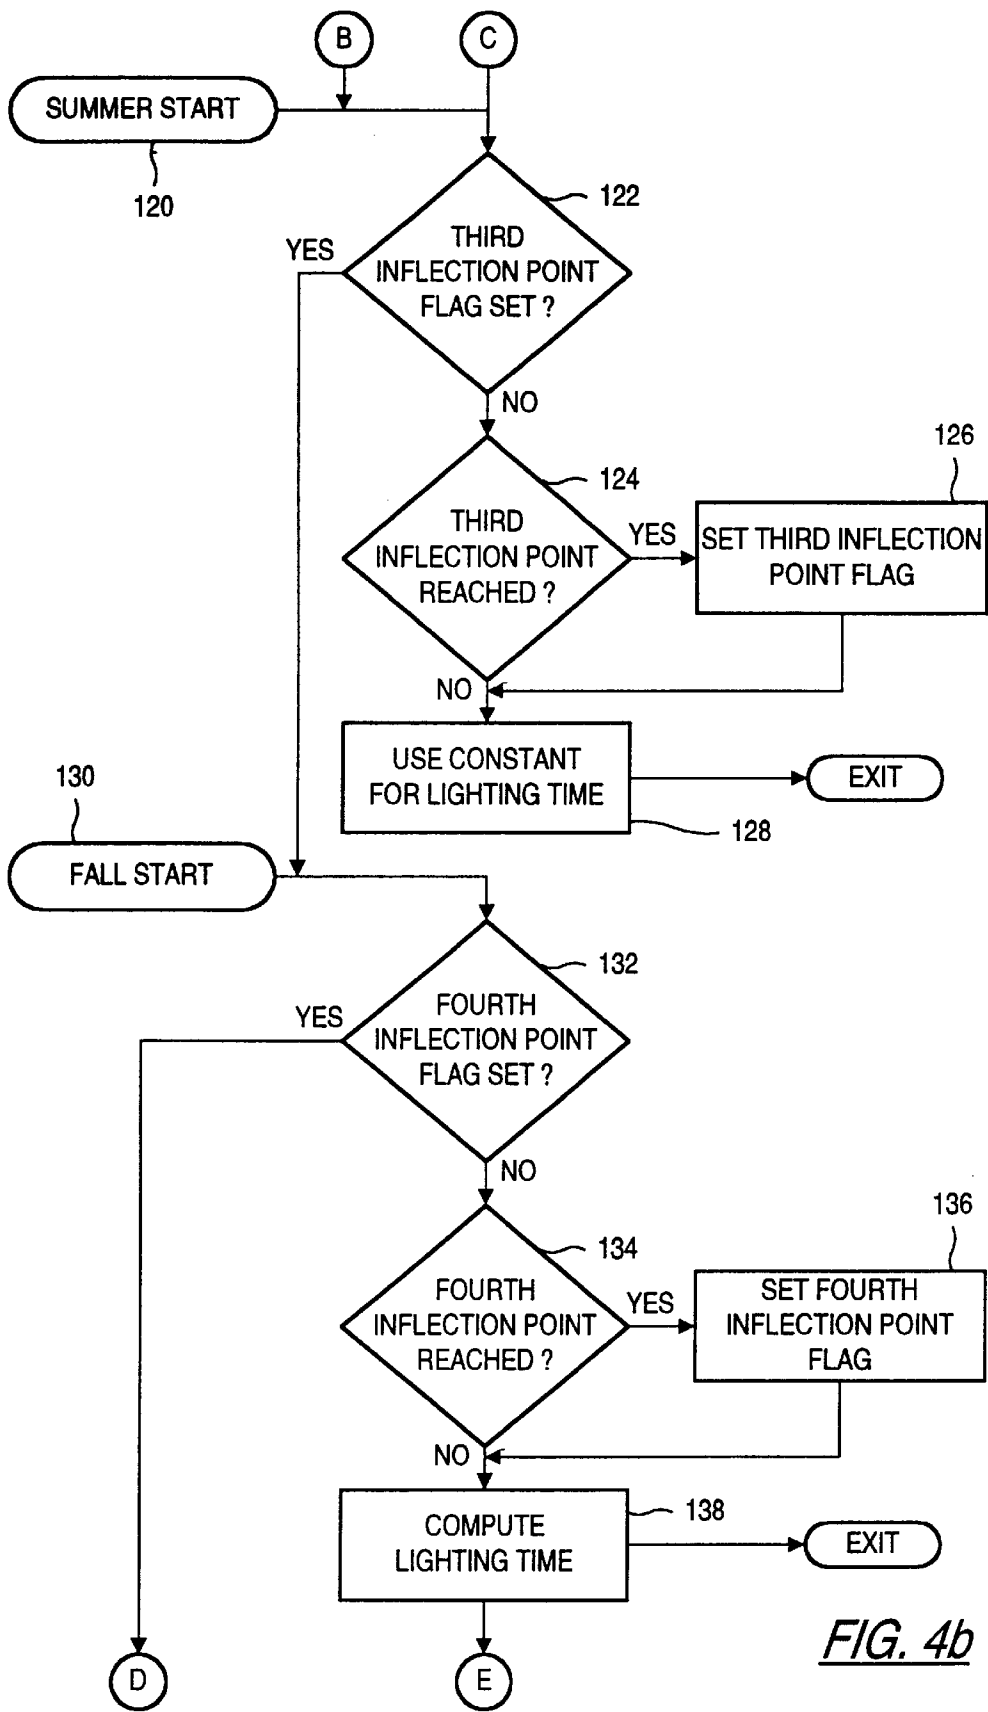 B
C
SUMMER START
120
122
YES
THIRD
INFLECTION POINT
FLAG SET ?
NO
126
124
THIRD
INFLECTION POINT
REACHED ?
YES
SET THIRD INFLECTION
POINT FLAG
NO
USE CONSTANT
FOR LIGHTING TIME
EXIT
128
130
FALL START
132
YES
FOURTH
INFLECTION POINT
FLAG SET ?
NO
136
134
FOURTH
INFLECTION POINT
REACHED ?
YES
SET FOURTH
INFLECTION POINT
FLAG
NO
138
COMPUTE
LIGHTING TIME
EXIT
FIG. 4b
D
E